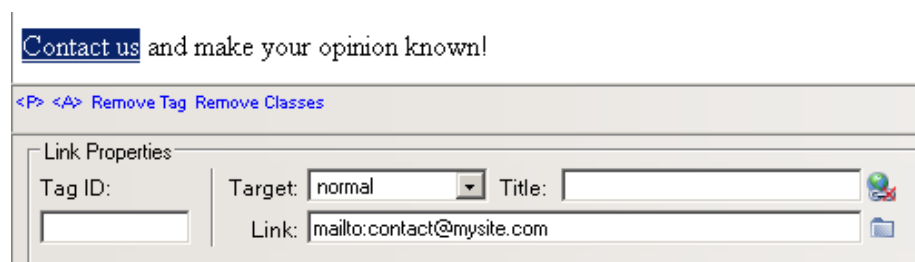 Contact us and make your opinion known!
<P> <A> Remove Tag Remove Classes
Link Properties
Tag ID: Target: normal Title:
Link: mailto:contact@mysite.com